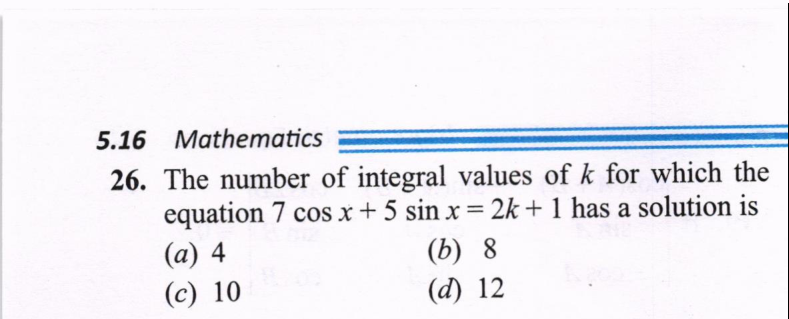 5.16 Mathematics
26. The number of integral values of k for which the
equation 7 cos x + 5 sin x = 2k + 1 has a solution is
(a) 4 (b) 8
(c) 10 (d) 12